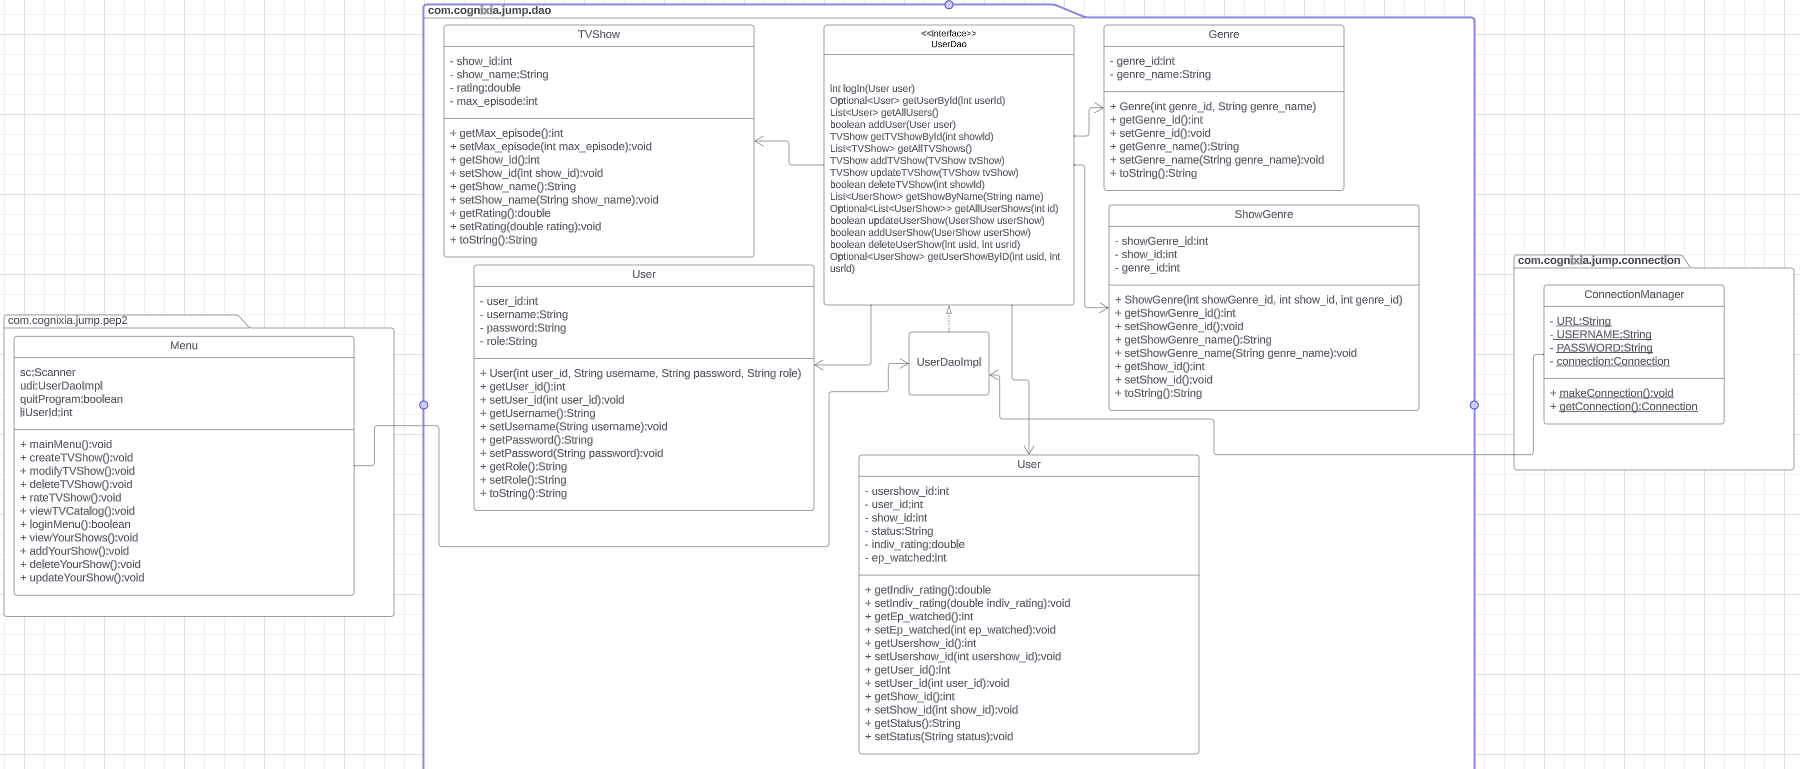 com.cognixia.jump.dao
TVShow
- show_id:int
- show_name:String
- rating:double
- max_episode:int
+ getMax_episode():int
+ setMax_episode(int max_episode):void
+ getShow_id():int
+ setShow_id(int show_id):void
+ getShow_name():String
+ setShow_name(String show_name):void
+ getRating():double
+ setRating(double rating):void
+ toString():String
<<interface>>
UserDao
int logIn(User user)
Optional<User> getUserById(int userId)
List<User> getAllUsers()
boolean addUser(User user)
TVShow getTVShowById(int showId)
List<TVShow> getAllTVShows()
TVShow addTVShow(TVShow tvShow)
TVShow updateTVShow(TVShow tvShow)
boolean deleteTVShow(int showId)
List<UserShow> getShowByName(String name)
Optional<List<UserShow>> getAllUserShows(int id)
boolean updateUserShow(UserShow userShow)
boolean addUserShow(UserShow userShow)
boolean deleteUserShow(int usid, int usrid)
Optional<UserShow> getUserShowByID(int usid, int
usrid)
Genre
- genre_id:int
- genre_name:String
+ Genre(int genre_id, String genre_name)
+ getGenre_id():int
+ setGenre_id():void
+ getGenre_name():String
+ setGenre_name(String genre_name):void
+ toString():String
ShowGenre
- showGenre_id:int
- show_id:int
- genre_id:int
+ ShowGenre(int showGenre_id, int show_id, int genre_id)
+ getShowGenre_id():int
+ setShowGenre_id():void
+ getShowGenre_name():String
+ setShowGenre_name(String genre_name):void
+ getShow_id():int
+ setShow_id():void
+ toString():String
User
- user_id:int
- username:String
- password:String
- role:String
+ User(int user_id, String username, String password, String role)
+ getUser_id():int
+ setUser_id(int user_id):void
+ getUsername():String
+ setUsername(String username):void
+ getPassword():String
+ setPassword(String password):void
+ getRole():String
+ setRole():String
+ toString():String
UserDaoImpl
User
- usershow_id:int
- user_id:int
- show_id:int
- status:String
- indiv_rating:double
- ep_watched:int
+ getIndiv_rating():double
+ setIndiv_rating(double indiv_rating):void
+ getEp_watched():int
+ setEp_watched(int ep_watched):void
+ getUsershow_id():int
+ setUsershow_id(int usershow_id):void
+ getUser_id():int
+ setUser_id(int user_id):void
+ getShow_id():int
+ setShow_id(int show_id):void
+ getStatus():String
+ setStatus(String status):void
com.cognixia.jump.pep2
Menu
sc:Scanner
udi:UserDaoImpl
quitProgram:boolean
liUserId:int
+ mainMenu():void
+ createTVShow():void
+ modifyTVShow():void
+ deleteTVShow():void
+ rateTVShow():void
+ viewTVCatalog():void
+ loginMenu():boolean
+ viewYourShows():void
+ addYourShow():void
+ deleteYourShow():void
+ updateYourShow():void
com.cognixia.jump.connection
ConnectionManager
- URL:String
- USERNAME:String
- PASSWORD:String
- connection:Connection
+ makeConnection():void
+ getConnection():Connection